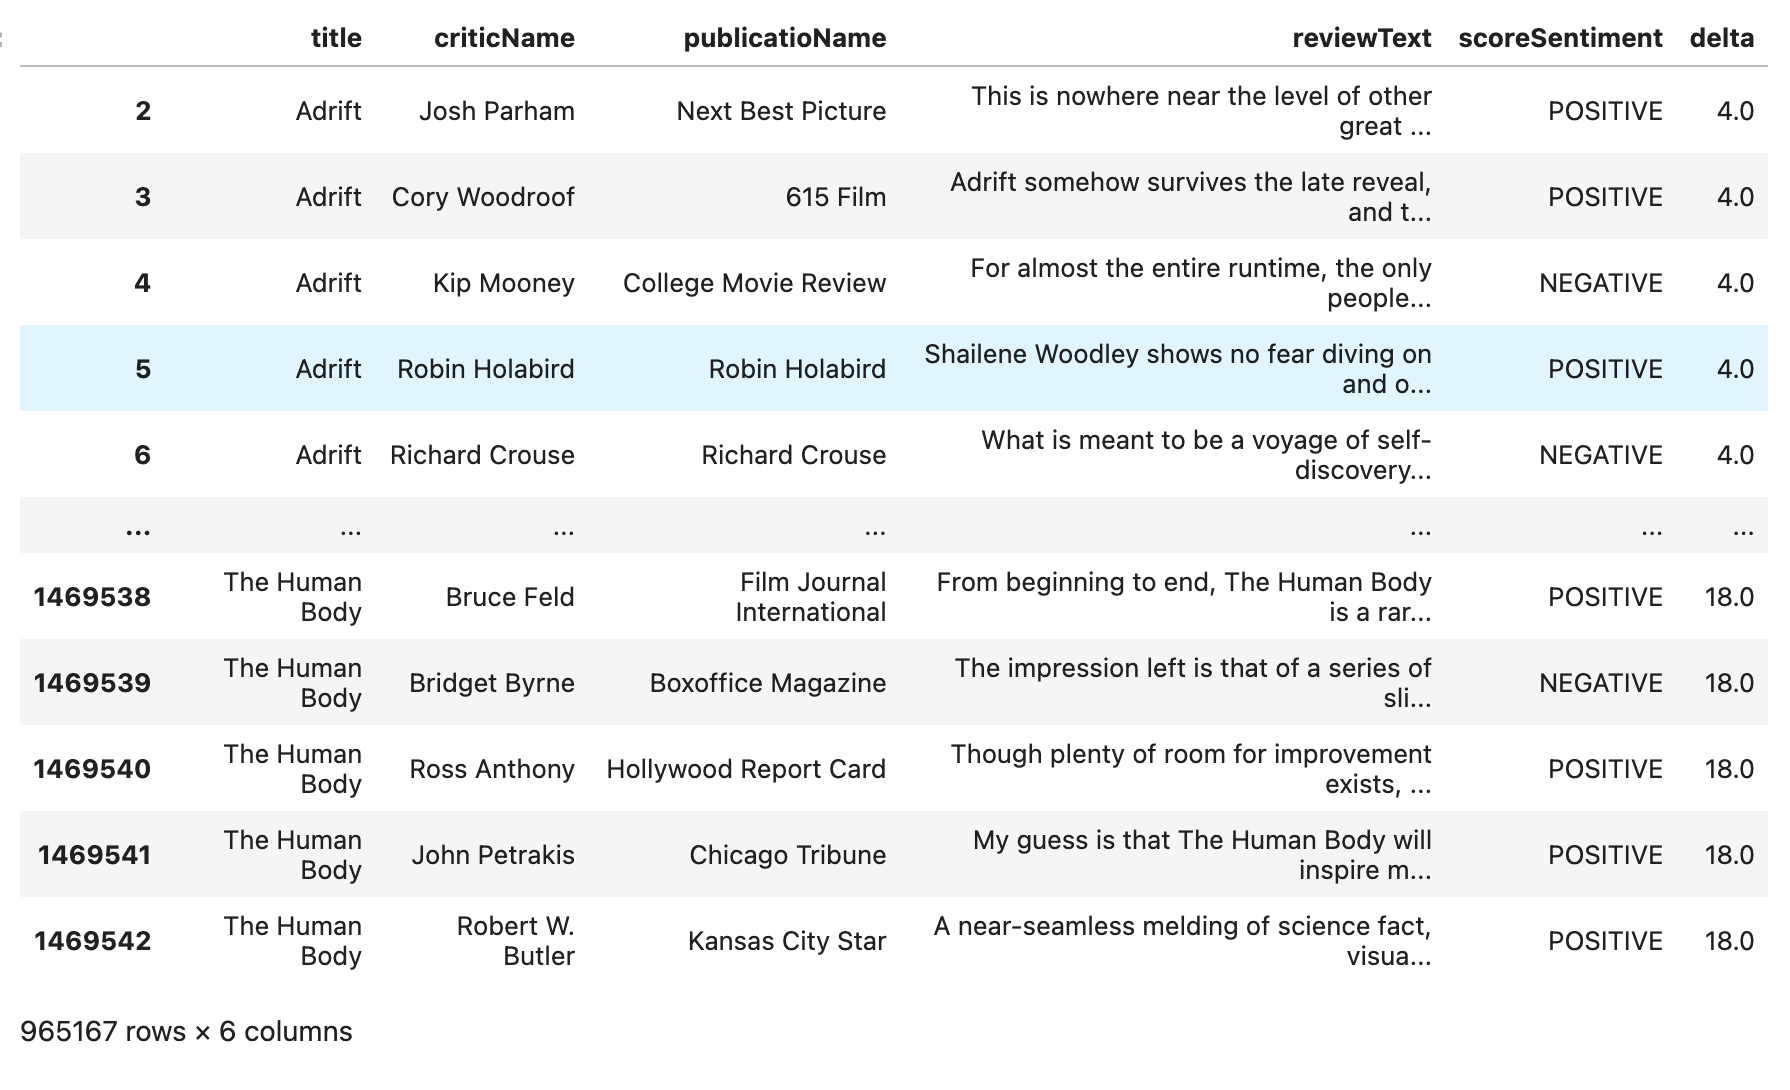 title criticName publicatioName reviewText scoreSentiment delta
2 Adrift Josh Parham Next Best Picture This is nowhere near the level of other great ... POSITIVE 4.0
3 Adrift Cory Woodroof 615 Film Adrift somehow survives the late reveal, and t... POSITIVE 4.0
4 Adrift Kip Mooney College Movie Review For almost the entire runtime, the only people... NEGATIVE 4.0
5 Adrift Robin Holabird Robin Holabird Shailene Woodley shows no fear diving on and o... POSITIVE 4.0
6 Adrift Richard Crouse Richard Crouse What is meant to be a voyage of self-discovery... NEGATIVE 4.0
... ... ... ... ... ... ...
1469538 The Human Body Bruce Feld Film Journal International From beginning to end, The Human Body is a rar... POSITIVE 18.0
1469539 The Human Body Bridget Byrne Boxoffice Magazine The impression left is that of a series of sli... NEGATIVE 18.0
1469540 The Human Body Ross Anthony Hollywood Report Card Though plenty of room for improvement exists, ... POSITIVE 18.0
1469541 The Human Body John Petrakis Chicago Tribune My guess is that The Human Body will inspire m... POSITIVE 18.0
1469542 The Human Body Robert W. Butler Kansas City Star A near-seamless melding of science fact, visua... POSITIVE 18.0
965167 rows × 6 columns